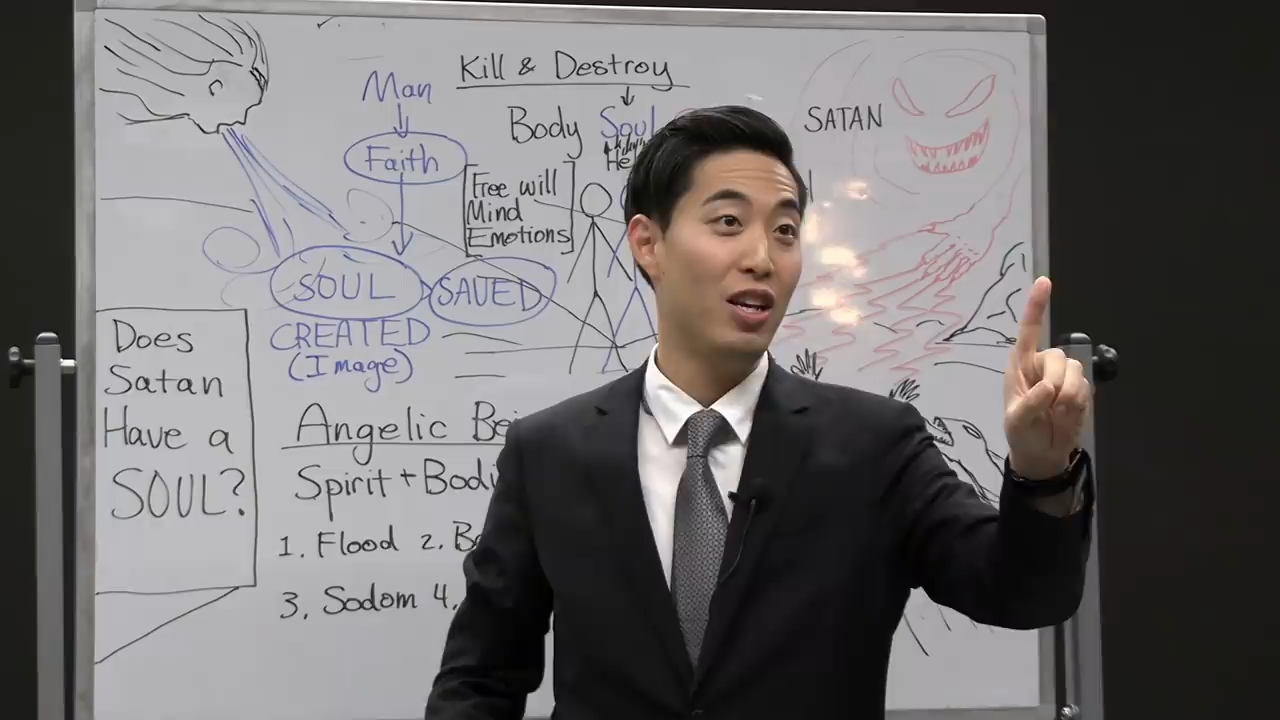 Kill & Destroy
Man
Body Soul
SATAN
Faith
Free will
Mind
Emotions
SOUL
SAVED
CREATED
(Image)
Does
Satan
Have a
SOUL?
Angelic
Spirit +
1. Flood 2.
3. Sodom 4.